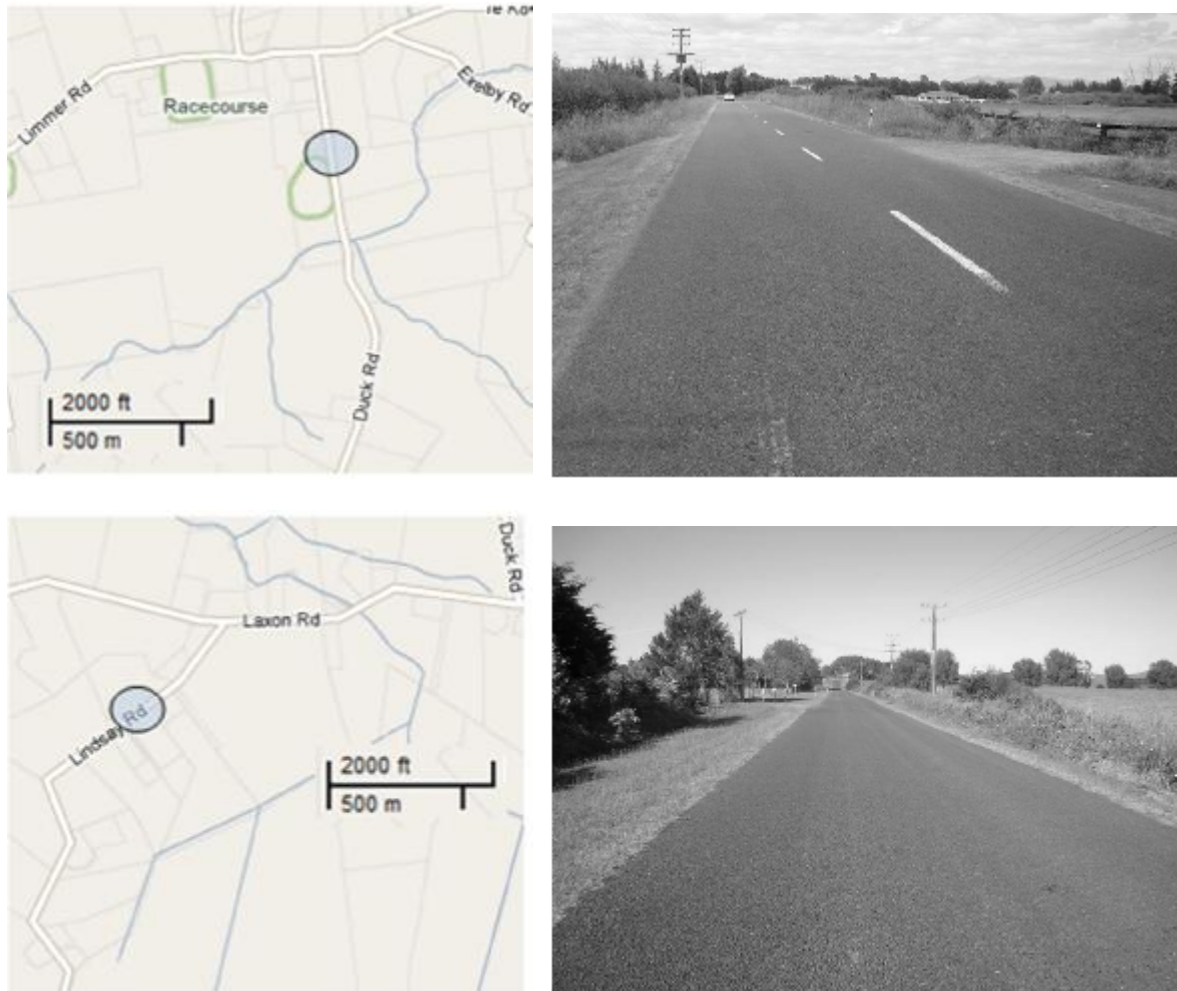 Limmer Rd
Racecourse
Exelby Rd
Duck Rd
2000 ft
500 m
Duck Rd
Laxon Rd
Lindsay Rd
2000 ft
500 m